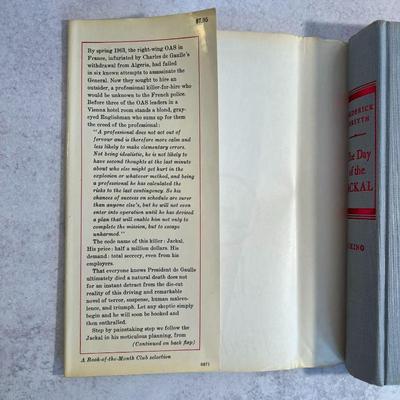 $7.95
By spring 1963, the right-wing OAS in
France, infuriated by Charles de Gaulle's
withdrawal from Algeria, had failed
in six known attempts to assassinate the
General. Now they sought to hire an
outsider, a professional killer-for-hire who
would be unknown to the French police.
Before three of the OAS leaders in a
Vienna hotel room stands a blond, gray-
eyed Englishman who sums up for them
the creed of the professional:
"A professional does not act out of
fervour and is therefore more calm and
less likely to make elementary errors.
Not being idealistic, he is not likely to
have second thoughts at the last minute
about who else might get hurt in the
explosion or whatever method, and being
a professional he has calculated the
risks to the last contingency. So his
chances of success on schedule are surer
than anyone else's, but he will not even
enter into operation until he has devised
a plan that will enable him not only to
complete the mission, but to escape
unharmed."
The code name of this killer: Jackal.
His price: half a million dollars. His
demand: total secrecy, even from his
employers.
That everyone knows President de Gaulle
ultimately died a natural death does not
for an instant detract from the die-cut
reality of this driving and remarkable
novel of terror, suspense, human malevo-
lence, and triumph. Let any skeptic simply
begin and he will soon be hooked and
then enthralled.
Step by painstaking step we follow the
Jackal in his meticulous planning, from
(Continued on back flap)
A Book-of-the-Month Club selection
0871
The Day
of the
JACKAL